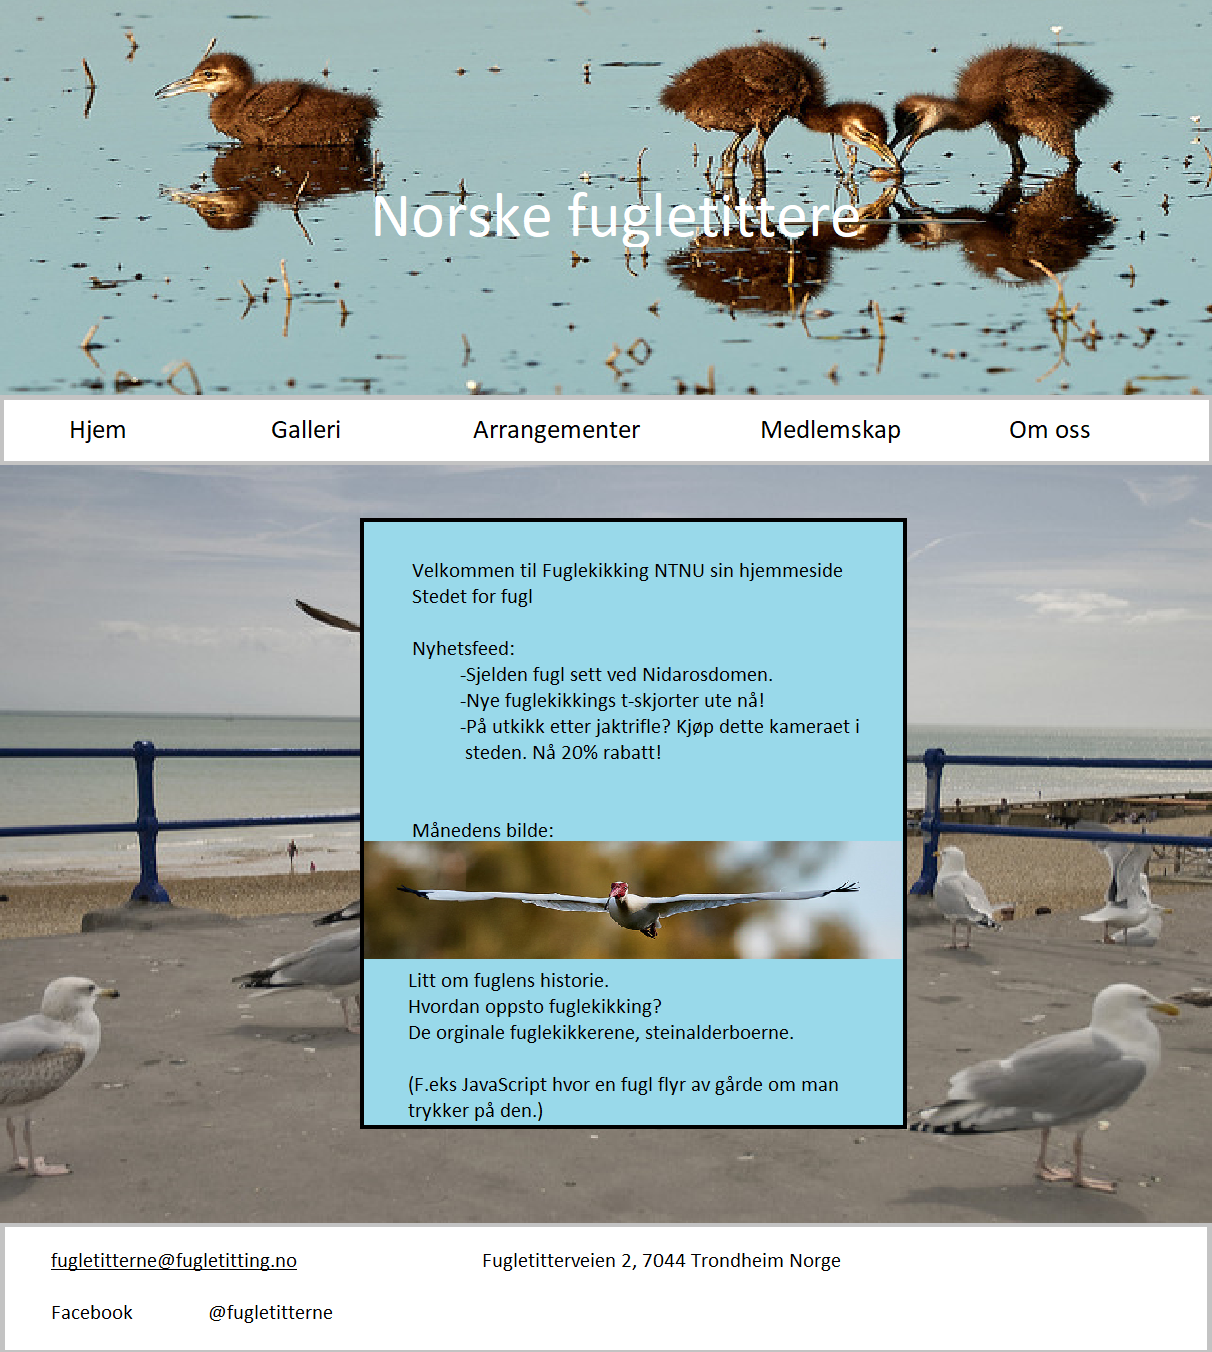 Norske fugletittere
Hjem Galleri Arrangementer Medlemskap Om oss
Velkommen til Fuglekikking NTNU sin hjemmeside
Stedet for fugl
Nyhetsfeed:
-Sjelden fugl sett ved Nidarosdomen.
-Nye fuglekikkings t-skjorter ute nå!
-På utkikk etter jaktrifle? Kjøp dette kameraet i
steden. Nå 20% rabatt!
Månedens bilde:
Litt om fuglens historie.
Hvordan oppsto fuglekikking?
De orginale fuglekikkerene, steinalderboerne.
(F.eks JavaScript hvor en fugl flyr av gårde om man
trykker på den.)
fugletitterne@fugletitting.no Fugletitterveien 2, 7044 Trondheim Norge
Facebook @fugletitterne